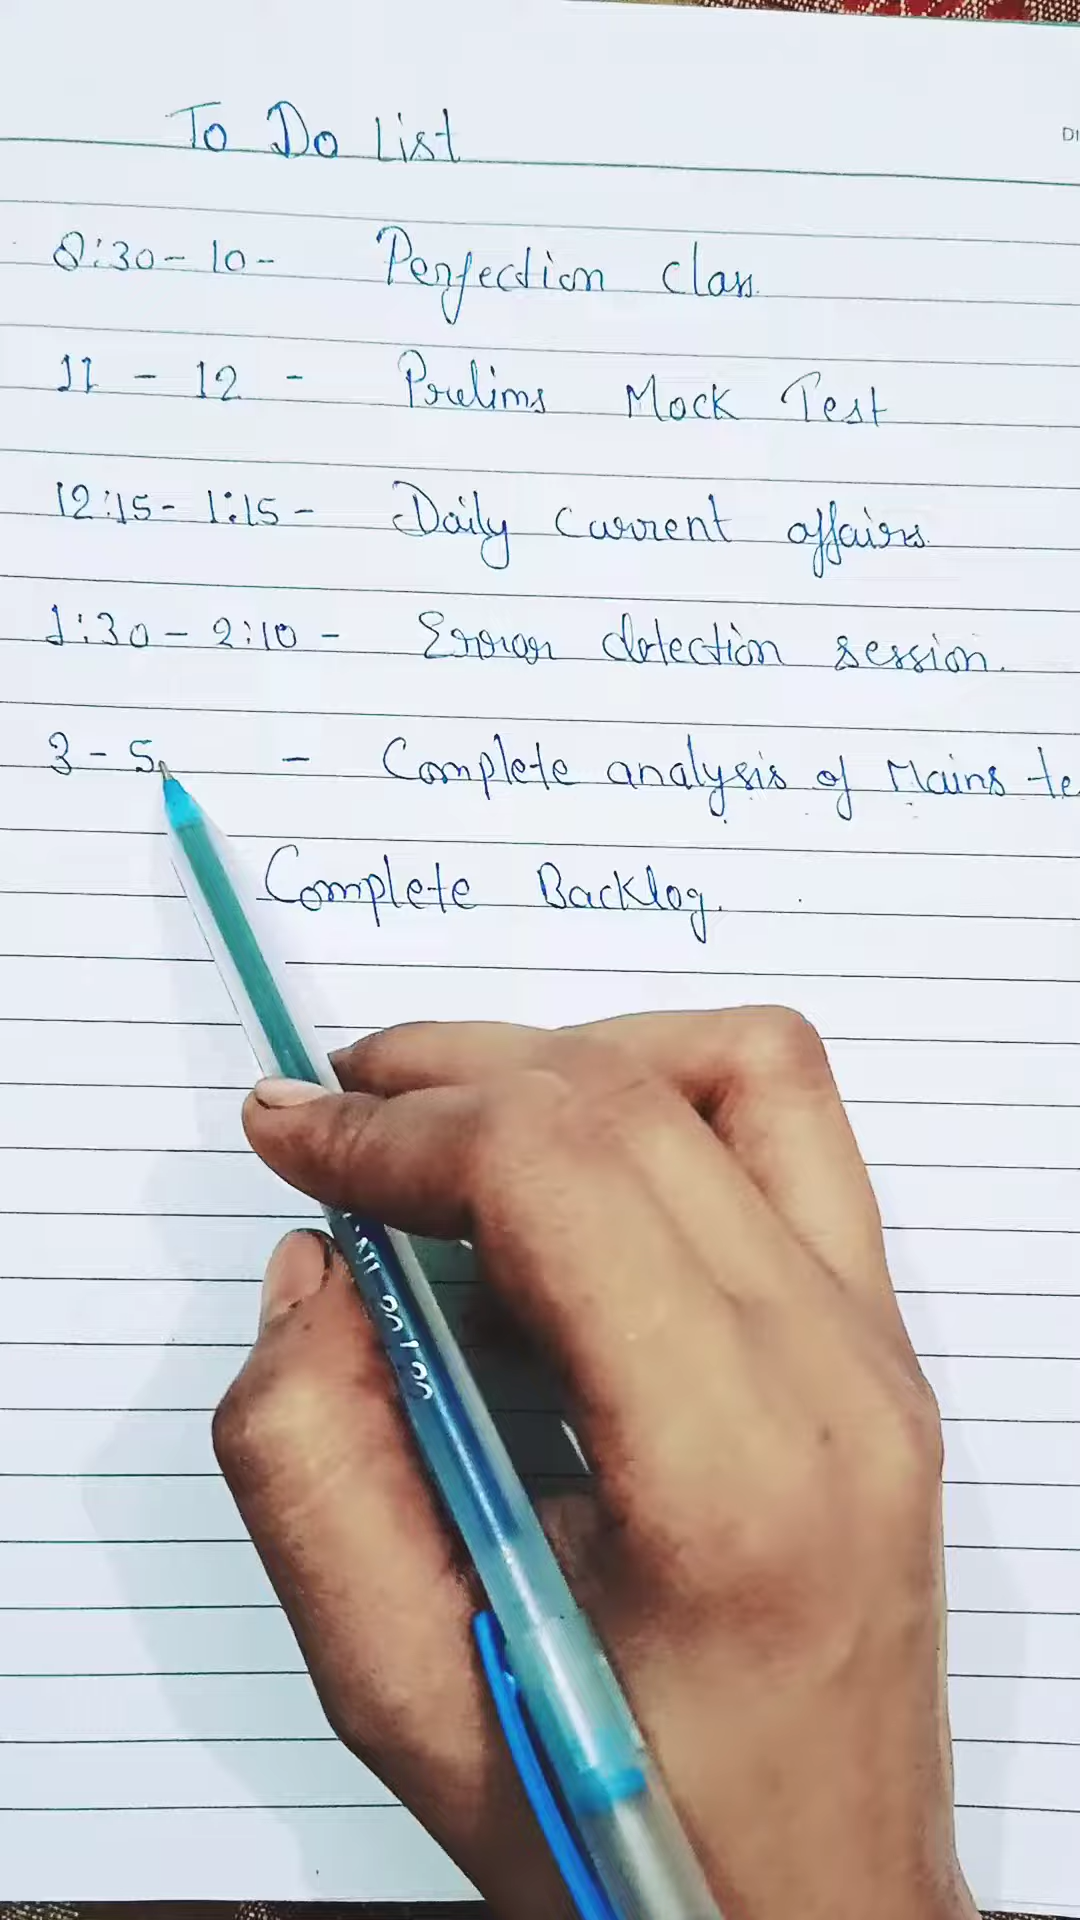 To Do List
8:30 - 10 - Perfection class.
11 - 12 - Prelims Mock Test
12:15 - 1:15 - Daily current affairs.
1:30 - 2:10 - Error detection session.
3 - 5 - Complete analysis of Mains te
Complete Backlog.